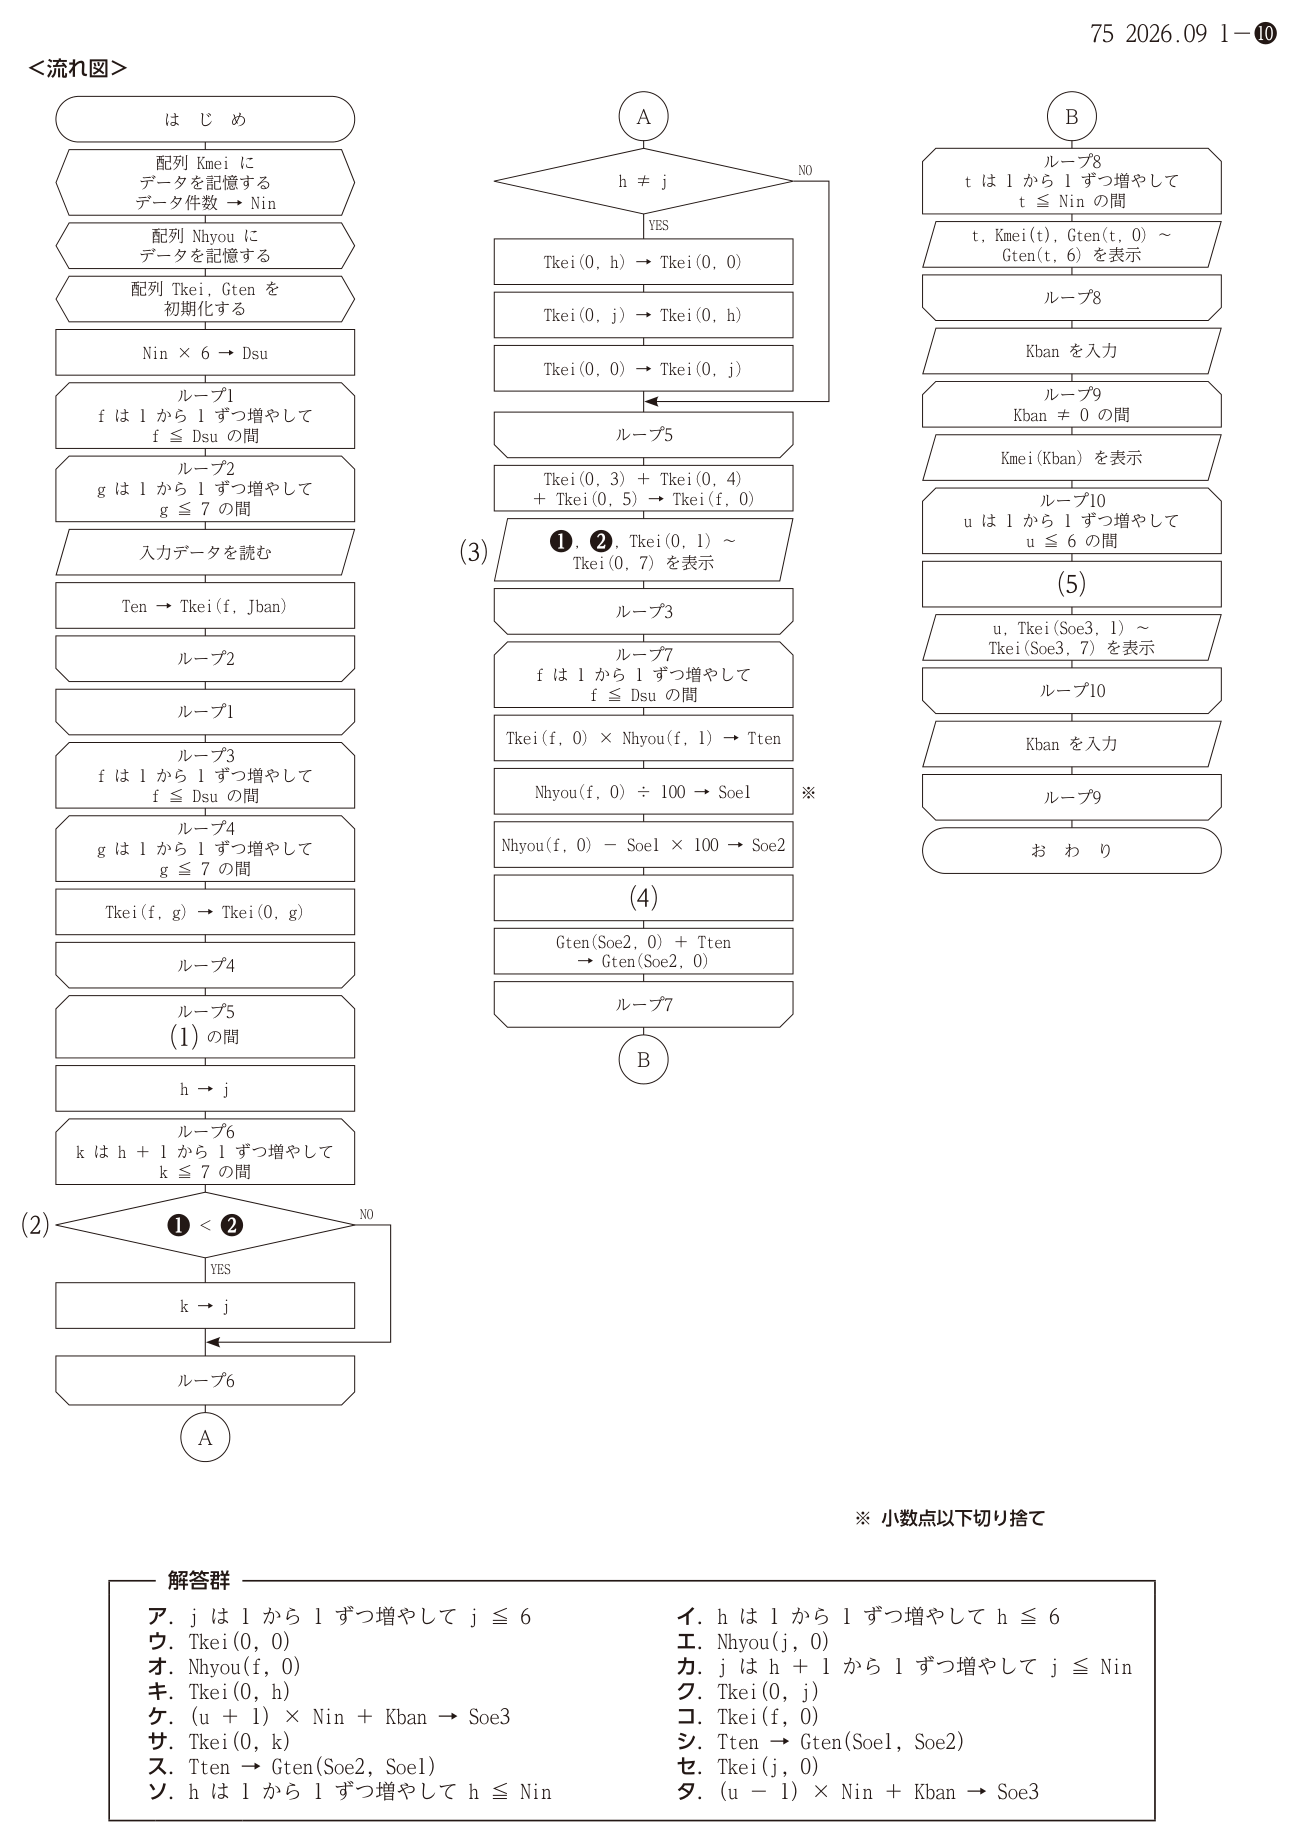 75 2026.09 1－❿
＜流れ図＞
は じ め
配列 Kmei に
データを記憶する
データ件数 → Nin
配列 Nhyou に
データを記憶する
配列 Tkei, Gten を
初期化する
Nin × 6 → Dsu
ループ1
f は 1 から 1 ずつ増やして
f ≦ Dsu の間
ループ2
g は 1 から 1 ずつ増やして
g ≦ 7 の間
入力データを読む
Ten → Tkei(f, Jban)
ループ2
ループ1
ループ3
f は 1 から 1 ずつ増やして
f ≦ Dsu の間
ループ4
g は 1 から 1 ずつ増やして
g ≦ 7 の間
Tkei(f, g) → Tkei(0, g)
ループ4
ループ5
(1) の間
h → j
ループ6
k は h + 1 から 1 ずつ増やして
k ≦ 7 の間
(2) ❶ < ❷ NO
YES
k → j
ループ6
A
A
h ≠ j NO
YES
Tkei(0, h) → Tkei(0, 0)
Tkei(0, j) → Tkei(0, h)
Tkei(0, 0) → Tkei(0, j)
ループ5
Tkei(0, 3) + Tkei(0, 4)
+ Tkei(0, 5) → Tkei(f, 0)
(3) ❶, ❷, Tkei(0, 1) ～
Tkei(0, 7) を表示
ループ3
ループ7
f は 1 から 1 ずつ増やして
f ≦ Dsu の間
Tkei(f, 0) × Nhyou(f, 1) → Tten
Nhyou(f, 0) ÷ 100 → Soe1 ※
Nhyou(f, 0) － Soe1 × 100 → Soe2
(4)
Gten(Soe2, 0) + Tten
→ Gten(Soe2, 0)
ループ7
B
B
ループ8
t は 1 から 1 ずつ増やして
t ≦ Nin の間
t, Kmei(t), Gten(t, 0) ～
Gten(t, 6) を表示
ループ8
Kban を入力
ループ9
Kban ≠ 0 の間
Kmei(Kban) を表示
ループ10
u は 1 から 1 ずつ増やして
u ≦ 6 の間
(5)
u, Tkei(Soe3, 1) ～
Tkei(Soe3, 7) を表示
ループ10
Kban を入力
ループ9
お わ り
※ 小数点以下切り捨て
解答群
ア. j は 1 から 1 ずつ増やして j ≦ 6
イ. h は 1 から 1 ずつ増やして h ≦ 6
ウ. Tkei(0, 0)
エ. Nhyou(j, 0)
オ. Nhyou(f, 0)
カ. j は h + 1 から 1 ずつ増やして j ≦ Nin
キ. Tkei(0, h)
ク. Tkei(0, j)
ケ. (u + 1) × Nin + Kban → Soe3
コ. Tkei(f, 0)
サ. Tkei(0, k)
シ. Tten → Gten(Soe1, Soe2)
ス. Tten → Gten(Soe2, Soe1)
セ. Tkei(j, 0)
ソ. h は 1 から 1 ずつ増やして h ≦ Nin
タ. (u － 1) × Nin + Kban → Soe3